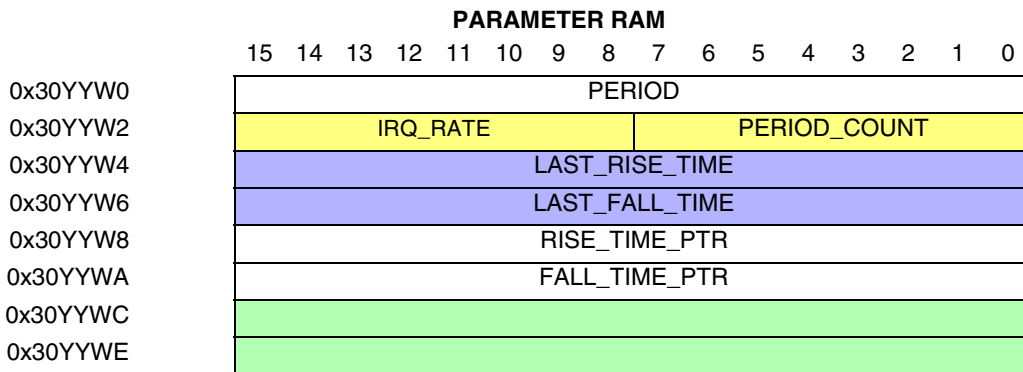 PARAMETER RAM
15 14 13 12 11 10 9 8 7 6 5 4 3 2 1 0
0x30YYW0 PERIOD
0x30YYW2 IRQ_RATE PERIOD_COUNT
0x30YYW4 LAST_RISE_TIME
0x30YYW6 LAST_FALL_TIME
0x30YYW8 RISE_TIME_PTR
0x30YYWA FALL_TIME_PTR
0x30YYWC
0x30YYWE